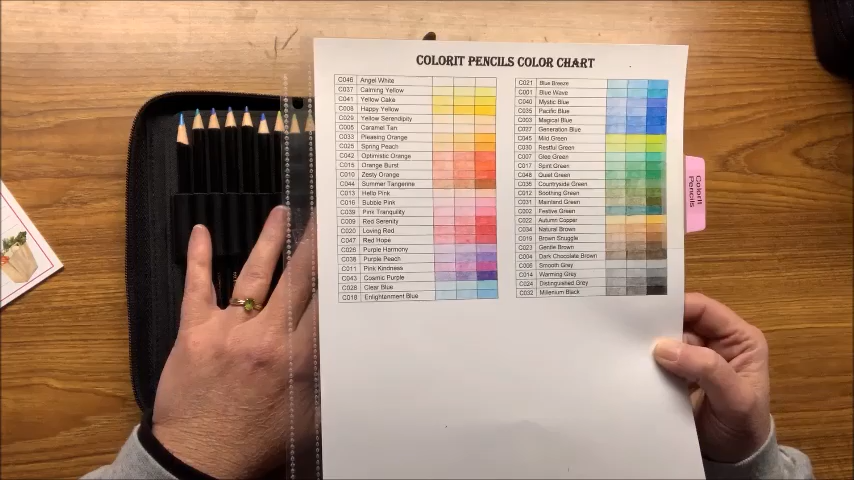 COLORIT PENCILS COLOR CHART
C046 Angel White
C037 Calming Yellow
C041 Yellow Cake
C008 Happy Yellow
C029 Yellow Serendipity
C005 Caramel Tan
C033 Pleasing Orange
C025 Spring Peach
C042 Optimistic Orange
C015 Orange Burst
C010 Zesty Orange
C044 Summer Tangerine
C013 Hello Pink
C016 Bubble Pink
C039 Pink Tranquility
C009 Red Serenity
C020 Loving Red
C047 Red Hope
C026 Purple Harmony
C038 Purple Peach
C011 Pink Kindness
C043 Cosmic Purple
C028 Clear Blue
C018 Enlightenment Blue
C021 Blue Breeze
C001 Blue Wave
C040 Mystic Blue
C035 Pacific Blue
C003 Magical Blue
C027 Generation Blue
C045 Mild Green
C030 Restful Green
C007 Glee Green
C017 Spirit Green
C048 Quiet Green
C036 Countryside Green
C012 Soothing Green
C031 Mainland Green
C002 Festive Green
C022 Autumn Copper
C034 Natural Brown
C019 Brown Snuggle
C023 Gentle Brown
C004 Dark Chocolate Brown
C006 Smooth Grey
C014 Warming Grey
C024 Distinguished Grey
C032 Millenium Black
Colorit
Pencils